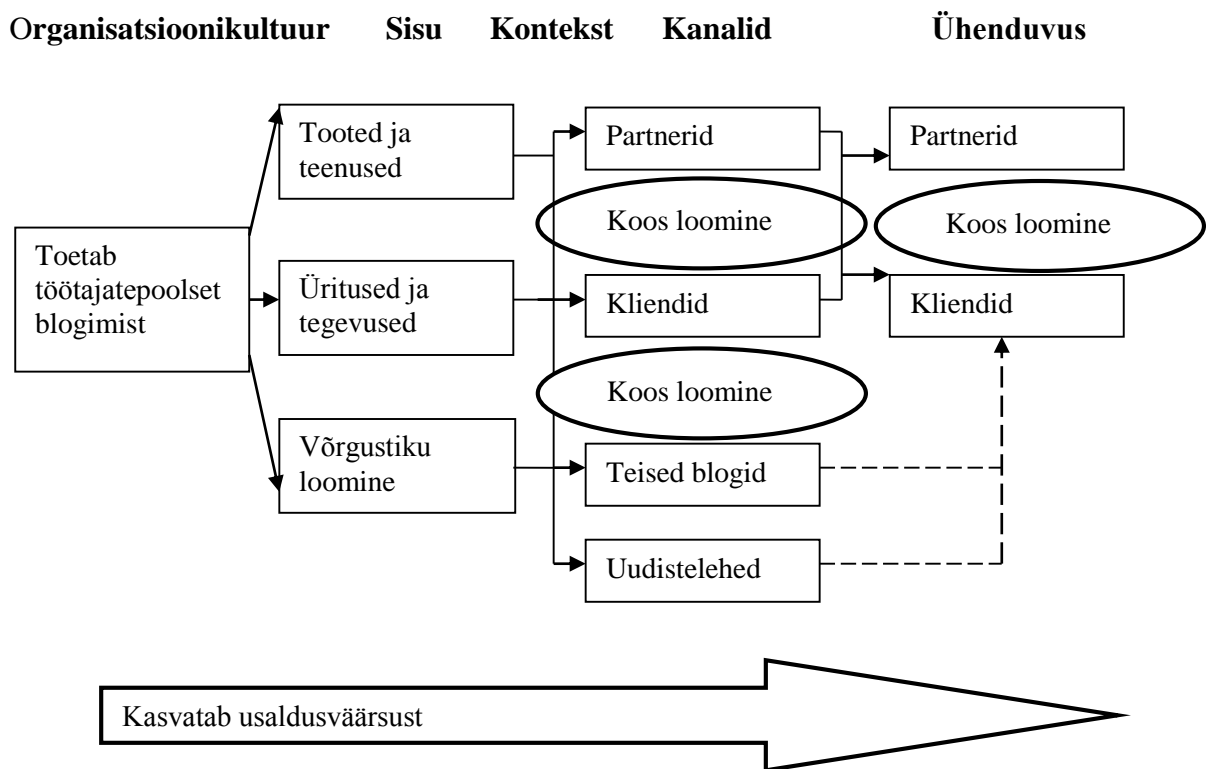 Organisatsioonikultuur Sisu Kontekst Kanalid Ühenduvus
Tooted ja
teenused
Partnerid
Partnerid
Koos loomine
Koos loomine
Toetab
töötajatepoolset
blogimist
Üritused ja
tegevused
Kliendid
Kliendid
Koos loomine
Võrgustiku
loomine
Teised blogid
Uudistelehed
Kasvatab usaldusväärsust